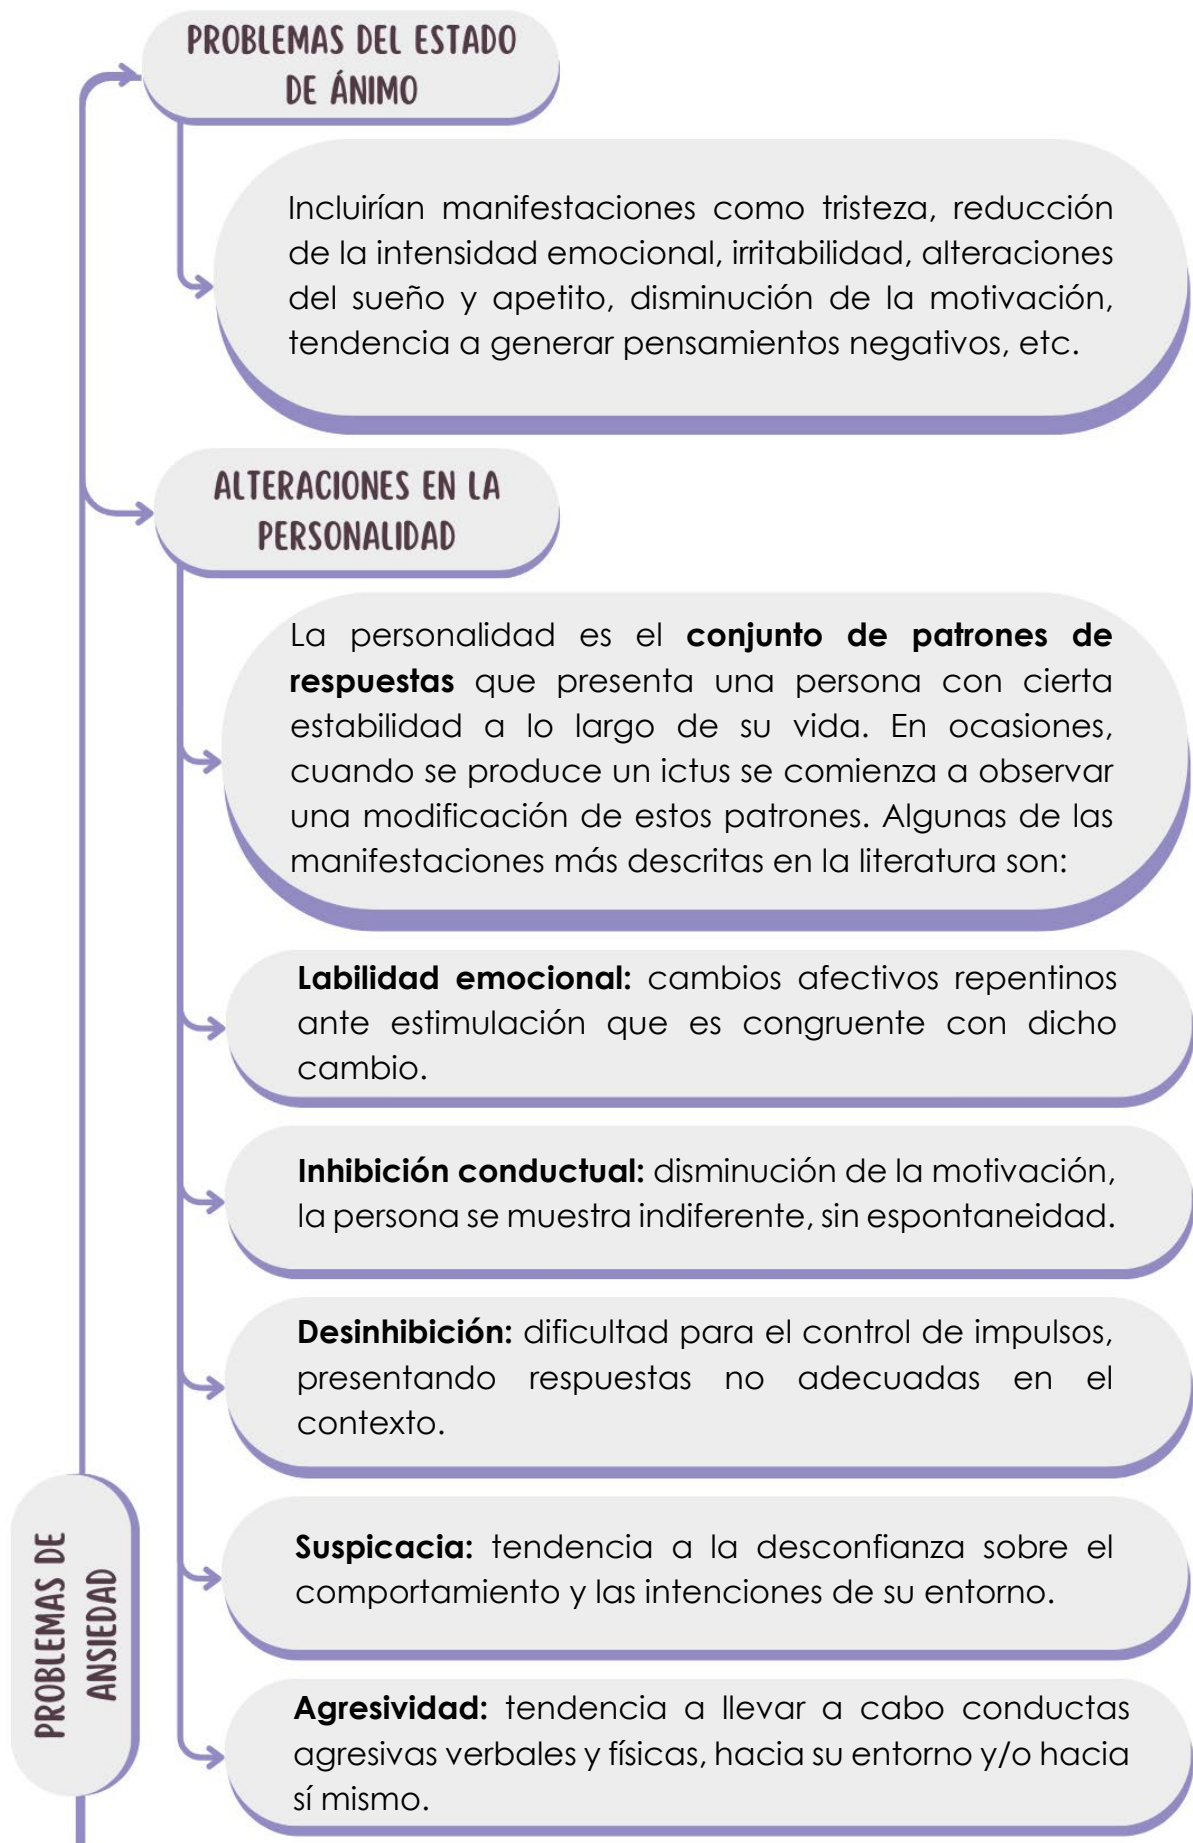 PROBLEMAS DEL ESTADO
DE ÁNIMO
Incluirían manifestaciones como tristeza, reducción
de la intensidad emocional, irritabilidad, alteraciones
del sueño y apetito, disminución de la motivación,
tendencia a generar pensamientos negativos, etc.
ALTERACIONES EN LA
PERSONALIDAD
La personalidad es el conjunto de patrones de
respuestas que presenta una persona con cierta
estabilidad a lo largo de su vida. En ocasiones,
cuando se produce un ictus se comienza a observar
una modificación de estos patrones. Algunas de las
manifestaciones más descritas en la literatura son:
Labilidad emocional: cambios afectivos repentinos
ante estimulación que es congruente con dicho
cambio.
Inhibición conductual: disminución de la motivación,
la persona se muestra indiferente, sin espontaneidad.
Desinhibición: dificultad para el control de impulsos,
presentando respuestas no adecuadas en el
contexto.
Suspicacia: tendencia a la desconfianza sobre el
comportamiento y las intenciones de su entorno.
Agresividad: tendencia a llevar a cabo conductas
agresivas verbales y físicas, hacia su entorno y/o hacia
sí mismo.
PROBLEMAS DE
ANSIEDAD